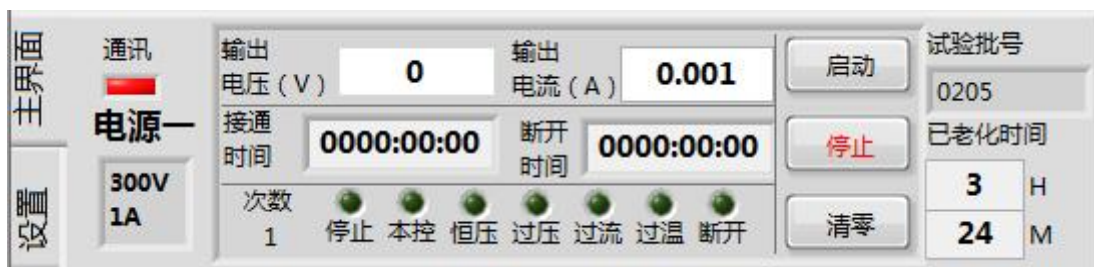 主界面
设置
通讯
电源一
300V
1A
输出
电压（V）
0
输出
电流（A）
0.001
接通
时间
0000:00:00
断开
时间
0000:00:00
次数
1
停止 本控 恒压 过压 过流 过温 断开
启动
停止
清零
试验批号
0205
已老化时间
3 H
24 M